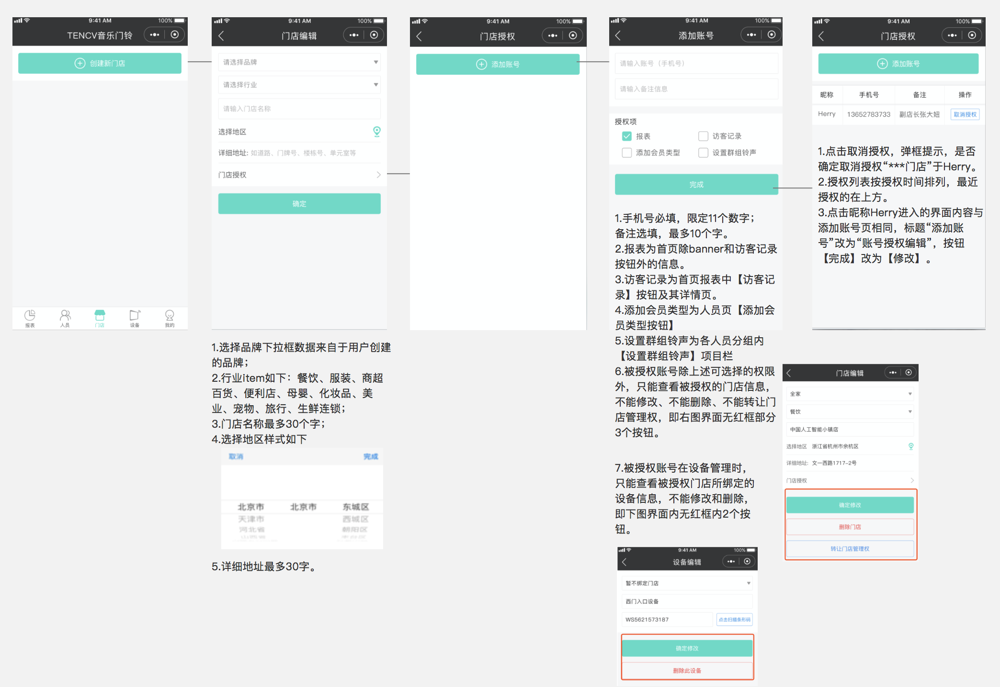 9:41 AM 100%
TENCV音乐门铃
创建新门店
报表 人员 门店 设备 我的
9:41 AM 100%
门店编辑
请选择品牌
请选择行业
请输入门店名称
选择地区
详细地址: 如道路、门牌号、楼栋号、单元室等
门店授权
确定
1.选择品牌下拉框数据来自于用户创建
的品牌；
2.行业item如下：餐饮、服装、商超
百货、便利店、母婴、化妆品、美
业、宠物、旅行、生鲜连锁；
3.门店名称最多30个字；
4.选择地区样式如下
取消 完成
北京市 北京市 东城区
天津市 西城区
河北省 朝阳区
山西省 丰台区
5.详细地址最多30字。
9:41 AM 100%
门店授权
添加账号
9:41 AM 100%
添加账号
请输入账号（手机号）
请输入备注信息
授权项
报表 访客记录
添加会员类型 设置群组铃声
完成
1.手机号必填，限定11个数字；
备注选填，最多10个字。
2.报表为首页除banner和访客记录
按钮外的信息。
3.访客记录为首页报表中【访客记
录】按钮及其详情页。
4.添加会员类型为人员页【添加会
员类型按钮】
5.设置群组铃声为各人员分组内
【设置群组铃声】项目栏
6.被授权账号除上述可选择的权限
外，只能查看被授权的门店信息，
不能修改、不能删除、不能转让门
店管理权，即右图界面无红框部分
3个按钮。
7.被授权账号在设备管理时，
只能查看被授权门店所绑定的
设备信息，不能修改和删除，
即下图界面内无红框内2个按
钮。
9:41 AM 100%
设备编辑
暂不绑定门店
西门入口设备
WS5621573187 点击扫描条形码
确定修改
删除此设备
9:41 AM 100%
门店授权
添加账号
昵称 手机号 备注 操作
Herry 13652783733 副店长张大妞 取消授权
1.点击取消授权，弹框提示，是否
确定取消授权“***门店”于Herry。
2.授权列表按授权时间排列，最近
授权的在上方。
3.点击昵称Herry进入的界面内容与
添加账号页相同，标题“添加账
号”改为“账号授权编辑”，按钮
【完成】改为【修改】。
门店编辑
全家
餐饮
中国人工智能小镇店
选择地区 浙江省杭州市余杭区
详细地址: 文一西路1717-2号
门店授权
确定修改
删除门店
转让门店管理权